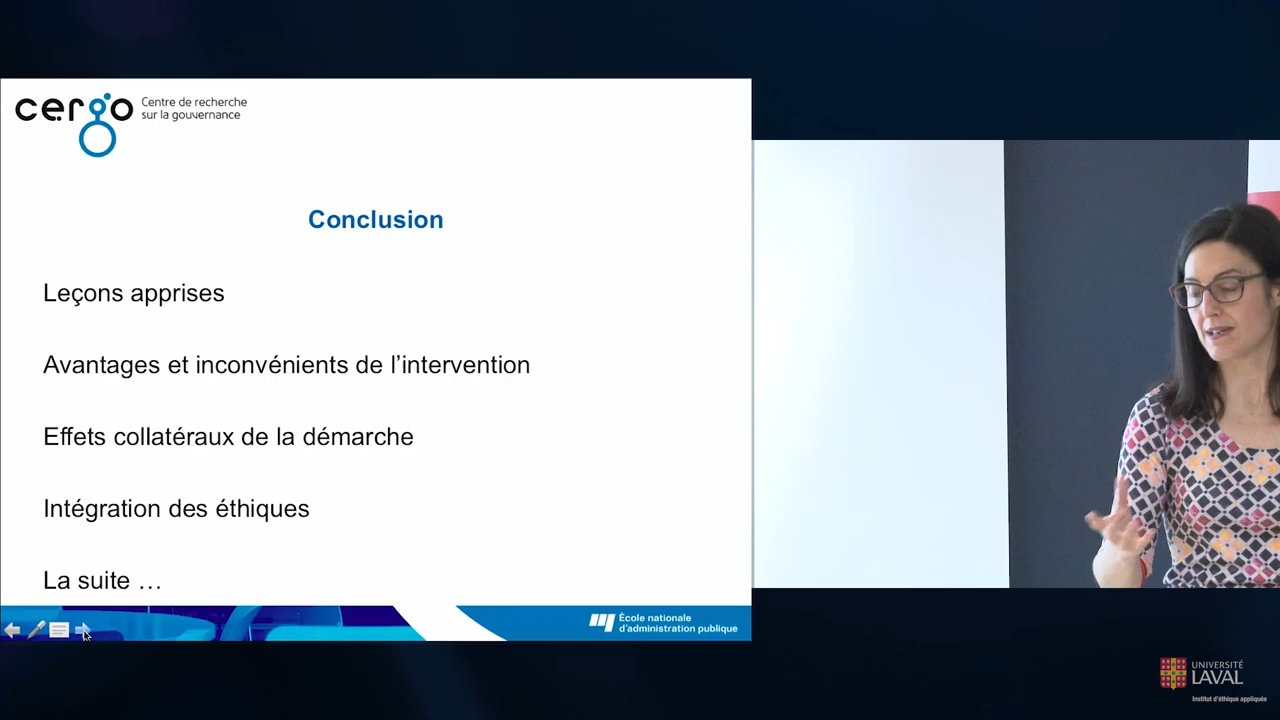 cergo
Centre de recherche
sur la gouvernance
Conclusion
Leçons apprises
Avantages et inconvénients de l’intervention
Effets collatéraux de la démarche
Intégration des éthiques
La suite …
École nationale
d’administration publique
UNIVERSITÉ
LAVAL
Institut d’éthique appliquée